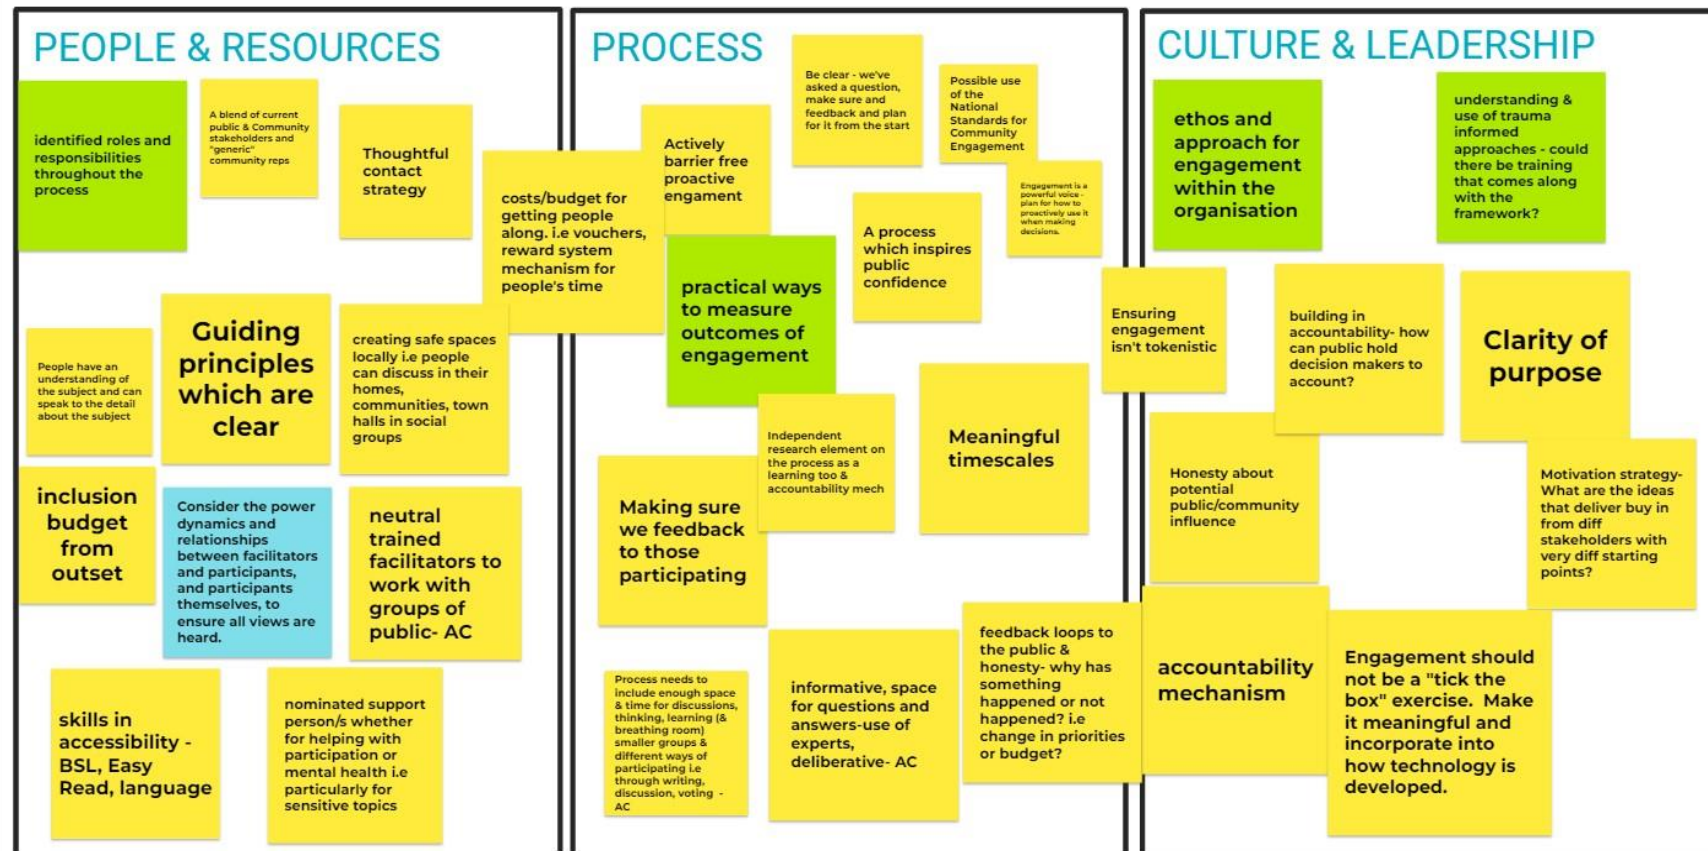 PEOPLE & RESOURCES
identified roles and
responsibilities
throughout the
process
A blend of current
public & Community
stakeholders and
"generic"
community reps
Thoughtful
contact
strategy
costs/budget for
getting people
along. i.e vouchers,
reward system
mechanism for
people's time
People have an
understanding of
the subject and can
speak to the detail
about the subject
Guiding
principles
which are
clear
creating safe spaces
locally i.e people
can discuss in their
homes,
communities, town
halls in social
groups
inclusion
budget
from
outset
Consider the power
dynamics and
relationships
between facilitators
and participants,
and participants
themselves, to
ensure all views are
heard.
neutral
trained
facilitators to
work with
groups of
public- AC
skills in
accessibility -
BSL, Easy
Read, language
nominated support
person/s whether
for helping with
participation or
mental health i.e
particularly for
sensitive topics
PROCESS
Actively
barrier free
proactive
engament
Be clear - we've
asked a question,
make sure and
feedback and plan
for it from the start
Possible use
of the
National
Standards for
Community
Engagement
Engagement is a
powerful voice -
plan for how to
proactively use it
when making
decisions.
practical ways
to measure
outcomes of
engagement
A process
which inspires
public
confidence
Independent
research element on
the process as a
learning too &
accountability mech
Meaningful
timescales
Making sure
we feedback
to those
participating
Process needs to
include enough space
& time for discussions,
thinking, learning (&
breathing room)
smaller groups &
different ways of
participating i.e
through writing,
discussion, voting -
AC
informative, space
for questions and
answers-use of
experts,
deliberative- AC
feedback loops to
the public &
honesty- why has
something
happened or not
happened? i.e
change in priorities
or budget?
CULTURE & LEADERSHIP
ethos and
approach for
engagement
within the
organisation
understanding &
use of trauma
informed
approaches - could
there be training
that comes along
with the
framework?
Ensuring
engagement
isn't tokenistic
building in
accountability- how
can public hold
decision makers to
account?
Clarity of
purpose
Honesty about
potential
public/community
influence
Motivation strategy-
What are the ideas
that deliver buy in
from diff
stakeholders with
very diff starting
points?
accountability
mechanism
Engagement should
not be a "tick the
box" exercise. Make
it meaningful and
incorporate into
how technology is
developed.